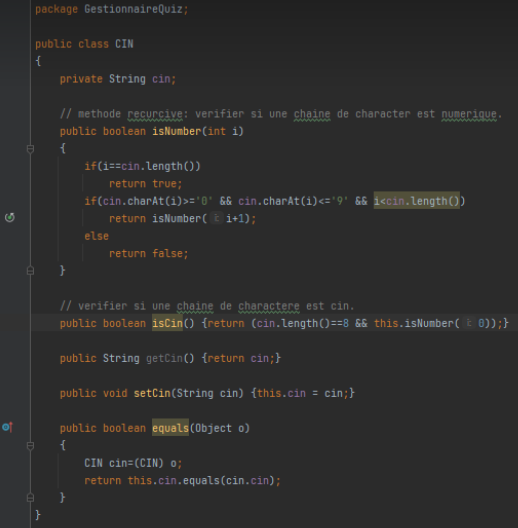 package GestionnaireQuiz;
public class CIN
{
private String cin;
// methode recurcive: verifier si une chaine de character est numerique.
public boolean isNumber(int i)
{
if(i==cin.length())
return true;
if(cin.charAt(i)>='0' && cin.charAt(i)<='9' && i<cin.length())
return isNumber( i: i+1);
else
return false;
}
// verifier si une chaine de charactere est cin.
public boolean isCin() {return (cin.length()==8 && this.isNumber( i: 0));}
public String getCin() {return cin;}
public void setCin(String cin) {this.cin = cin;}
public boolean equals(Object o)
{
CIN cin=(CIN) o;
return this.cin.equals(cin.cin);
}
}